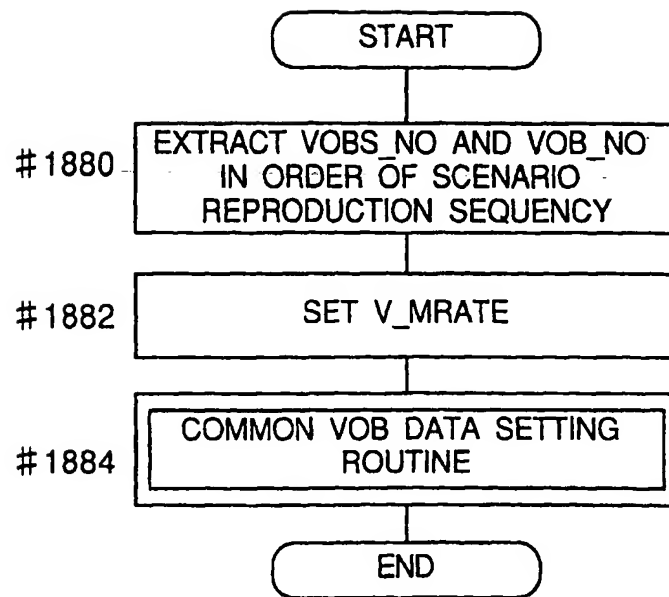 START
#1880
EXTRACT VOBS_NO AND VOB_NO
IN ORDER OF SCENARIO
REPRODUCTION SEQUENCY
#1882
SET V_MRATE
#1884
COMMON VOB DATA SETTING
ROUTINE
END